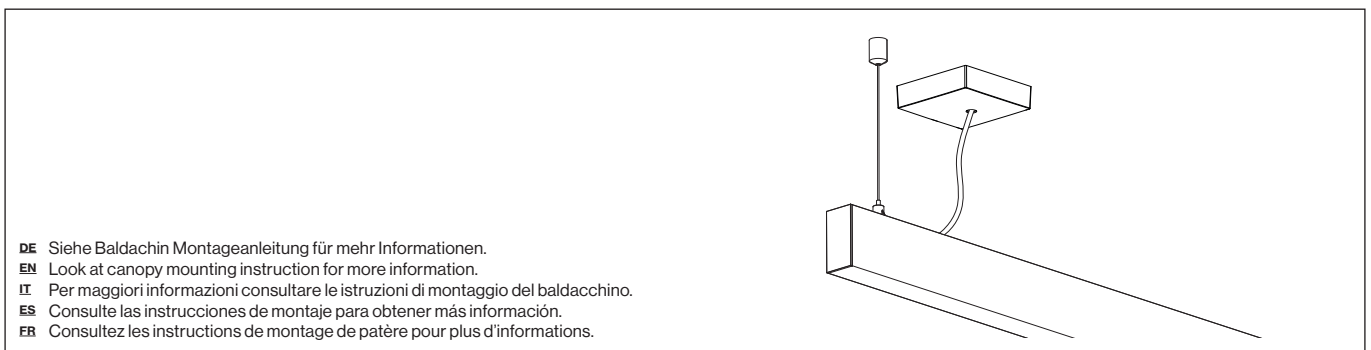 DE Siehe Baldachin Montageanleitung für mehr Informationen.
EN Look at canopy mounting instruction for more information.
IT Per maggiori informazioni consultare le istruzioni di montaggio del baldacchino.
ES Consulte las instrucciones de montaje para obtener más información.
FR Consultez les instructions de montage de patère pour plus d'informations.